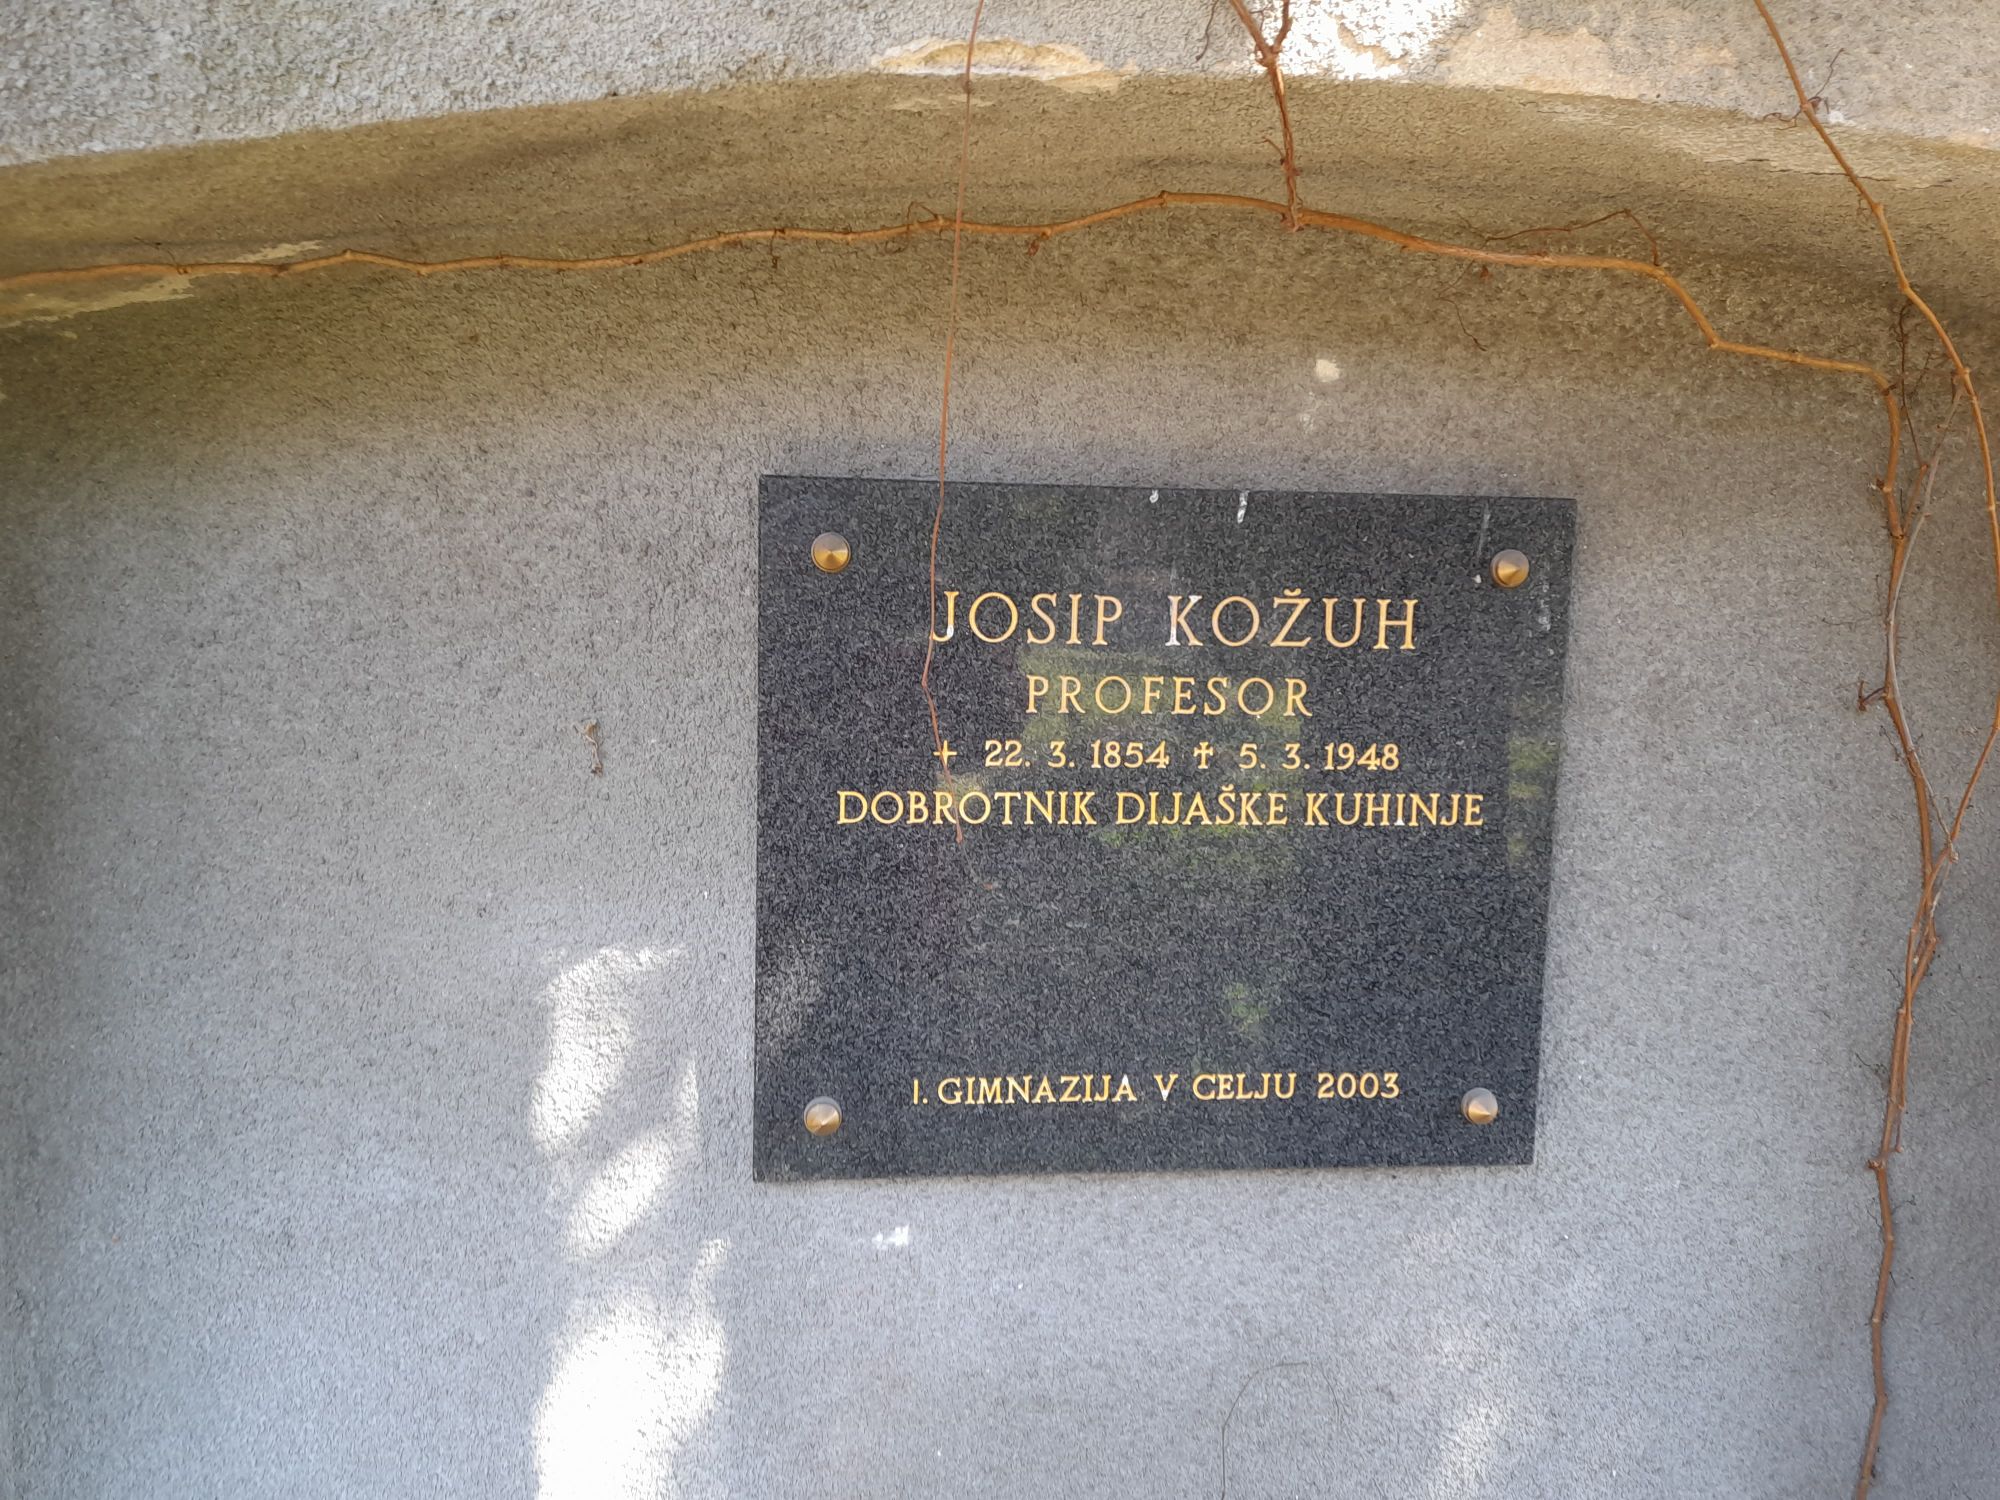 JOSIP KOŽUH
PROFESOR
+ 22. 3. 1854 ✝ 5. 3. 1948
DOBROTNIK DIJAŠKE KUHINJE
I. GIMNAZIJA V CELJU 2003